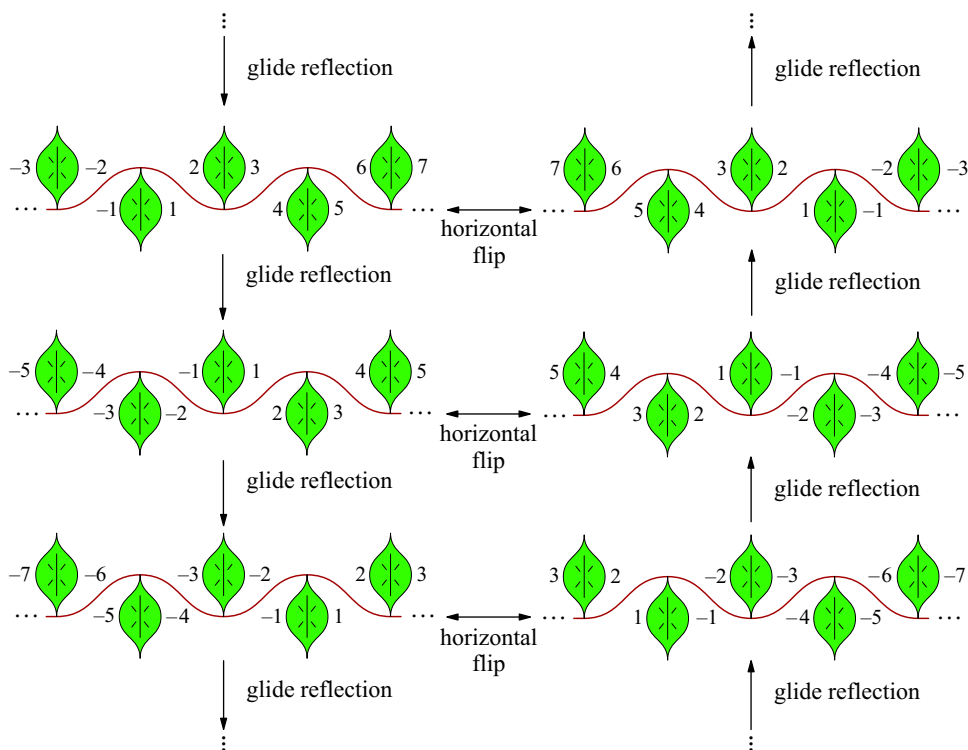 ⋮ ⋮
glide reflection glide reflection
–3 –2 2 3 6 7 7 6 3 2 –2 –3
... –1 1 4 5 ... ... 5 4 1 –1 ...
horizontal
flip
glide reflection glide reflection
–5 –4 –1 1 4 5 5 4 1 –1 –4 –5
... –3 –2 2 3 ... ... 3 2 –2 –3 ...
horizontal
flip
glide reflection glide reflection
–7 –6 –3 –2 2 3 3 2 –2 –3 –6 –7
... –5 –4 –1 1 ... ... 1 –1 –4 –5 ...
horizontal
flip
glide reflection glide reflection
⋮ ⋮